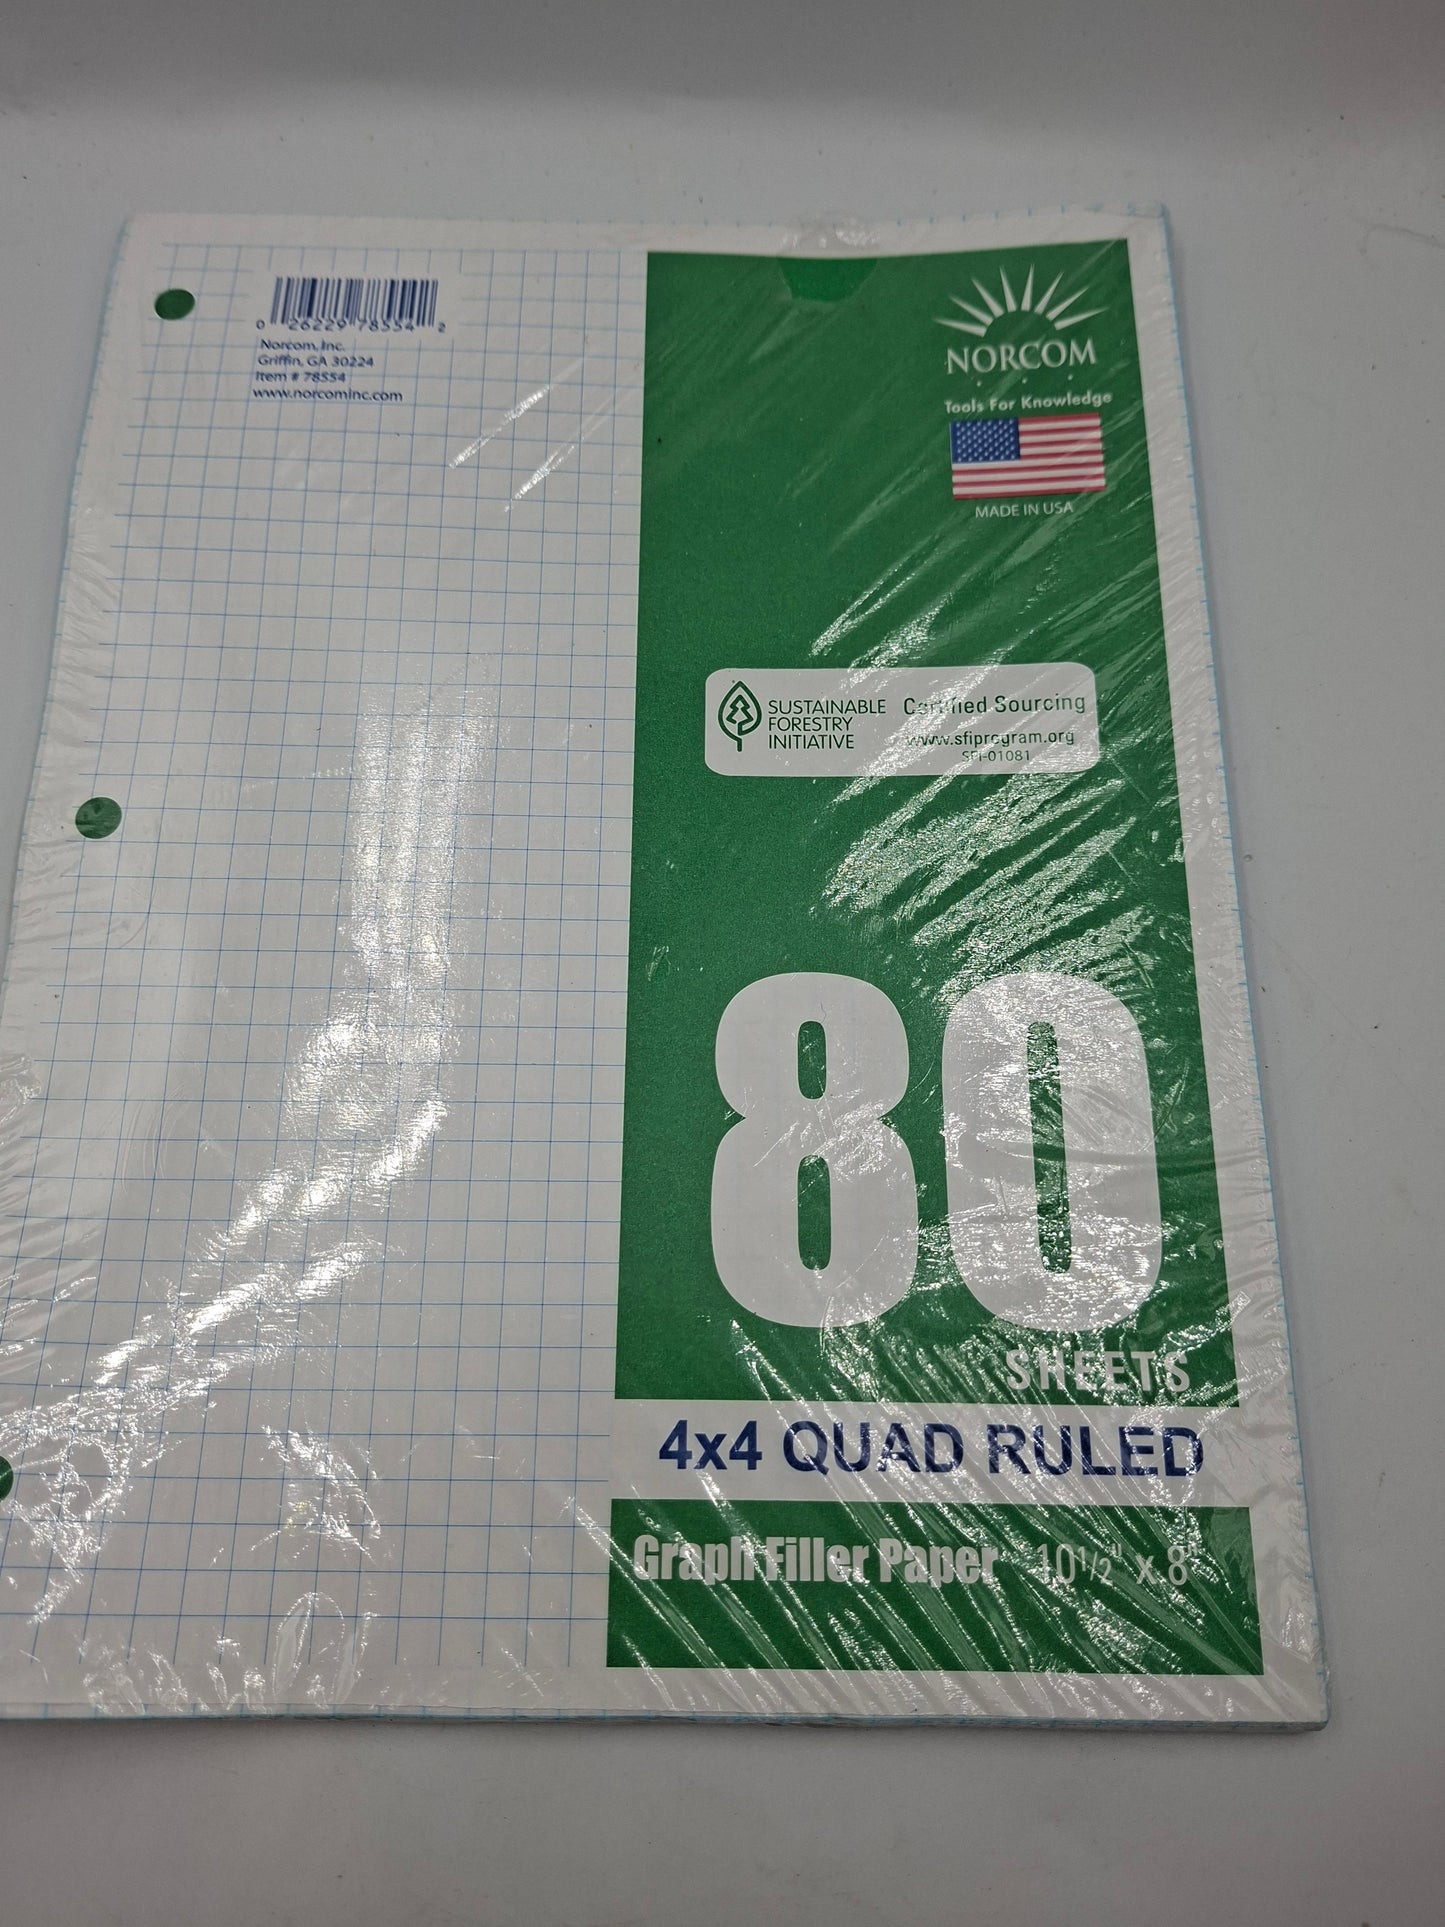 0 26229 78554 2
Norcom, Inc.
Griffin, GA 30224
Item # 78554
www.norcominc.com
NORCOM
Tools For Knowledge
MADE IN USA
SUSTAINABLE
FORESTRY
INITIATIVE
Certified Sourcing
www.sfiprogram.org
SFI-01081
80
SHEETS
4x4 QUAD RULED
Graph Filler Paper 10½" x 8"